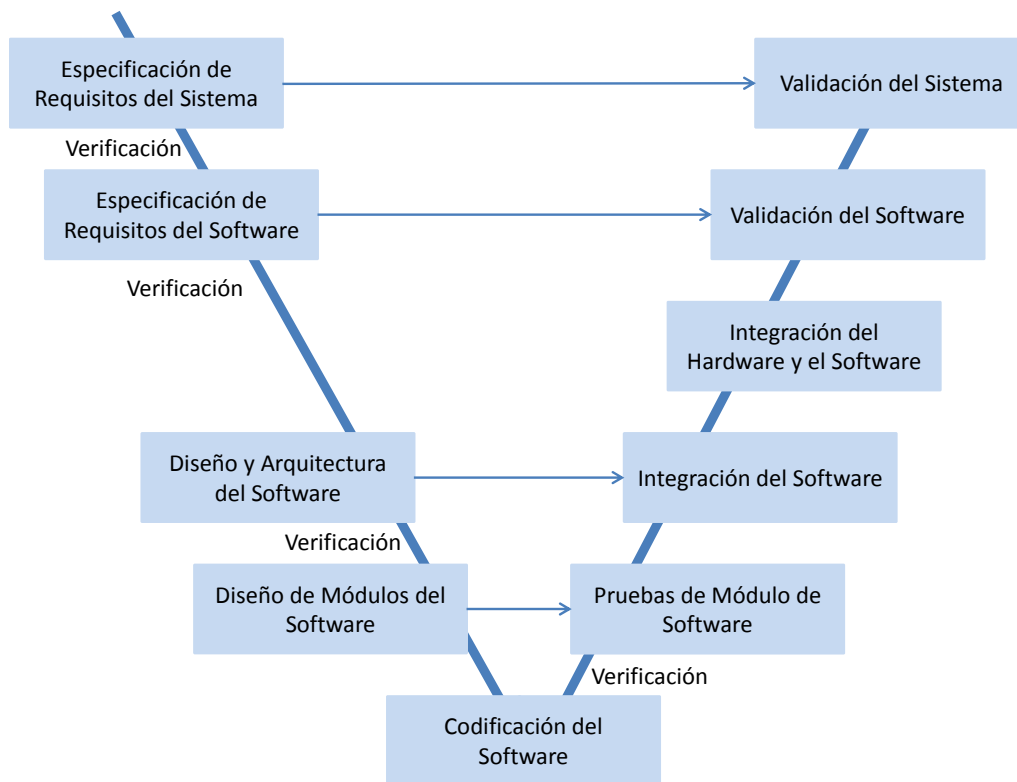 Especificación de
Requisitos del Sistema
Validación del Sistema
Verificación
Especificación de
Requisitos del Software
Validación del Software
Verificación
Integración del
Hardware y el Software
Diseño y Arquitectura
del Software
Integración del Software
Verificación
Diseño de Módulos del
Software
Pruebas de Módulo de
Software
Verificación
Codificación del
Software